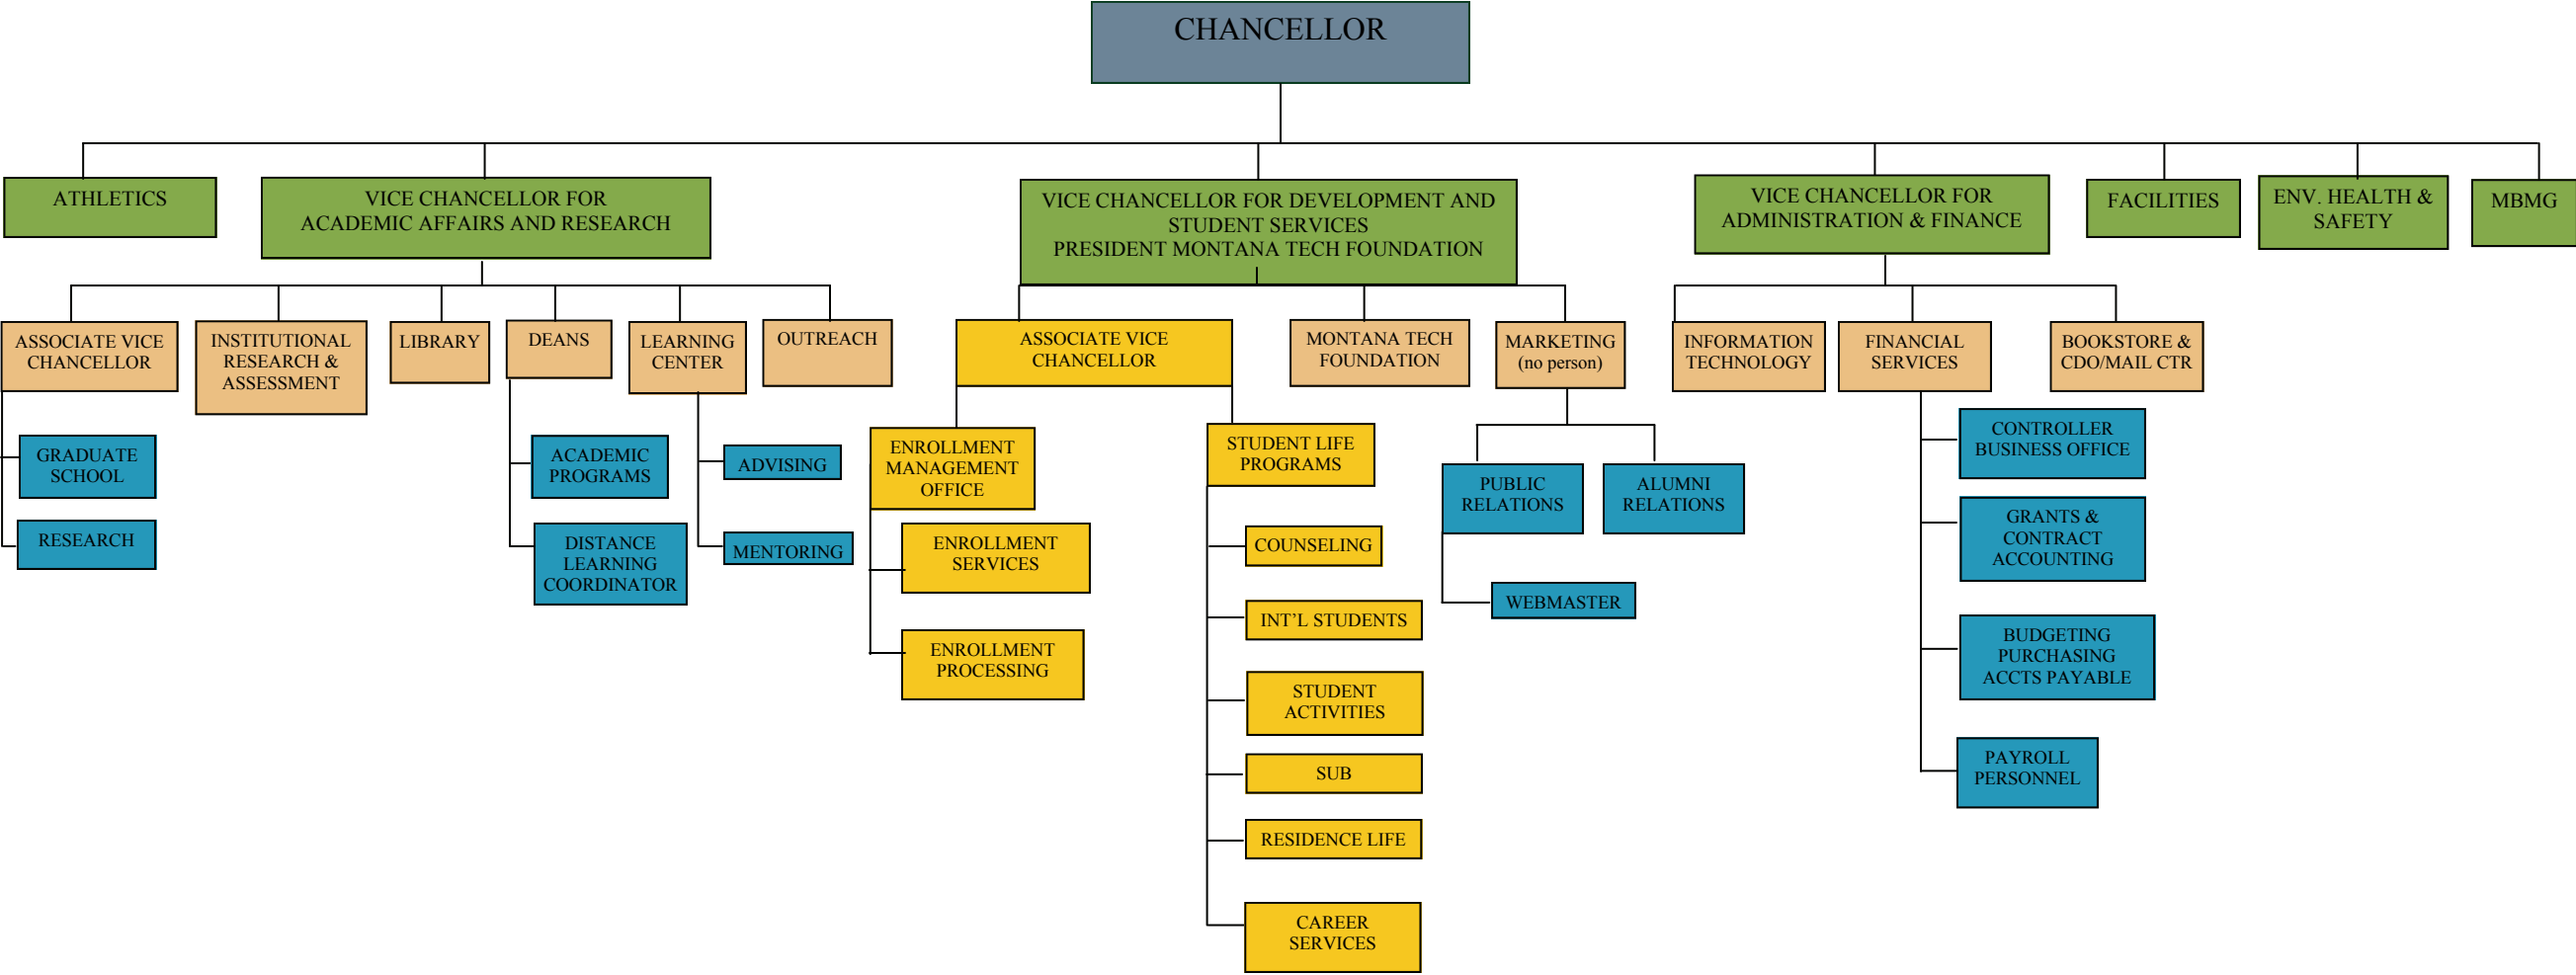 CHANCELLOR
ATHLETICS
VICE CHANCELLOR FOR
ACADEMIC AFFAIRS AND RESEARCH
VICE CHANCELLOR FOR DEVELOPMENT AND
STUDENT SERVICES
PRESIDENT MONTANA TECH FOUNDATION
VICE CHANCELLOR FOR
ADMINISTRATION & FINANCE
FACILITIES
ENV. HEALTH &
SAFETY
MBMG
ASSOCIATE VICE
CHANCELLOR
INSTITUTIONAL
RESEARCH &
ASSESSMENT
LIBRARY
DEANS
LEARNING
CENTER
OUTREACH
ASSOCIATE VICE
CHANCELLOR
MONTANA TECH
FOUNDATION
MARKETING
(no person)
INFORMATION
TECHNOLOGY
FINANCIAL
SERVICES
BOOKSTORE &
CDO/MAIL CTR
GRADUATE
SCHOOL
RESEARCH
ACADEMIC
PROGRAMS
DISTANCE
LEARNING
COORDINATOR
ADVISING
MENTORING
ENROLLMENT
MANAGEMENT
OFFICE
ENROLLMENT
SERVICES
ENROLLMENT
PROCESSING
STUDENT LIFE
PROGRAMS
COUNSELING
INT’L STUDENTS
STUDENT
ACTIVITIES
SUB
RESIDENCE LIFE
CAREER
SERVICES
PUBLIC
RELATIONS
ALUMNI
RELATIONS
WEBMASTER
CONTROLLER
BUSINESS OFFICE
GRANTS &
CONTRACT
ACCOUNTING
BUDGETING
PURCHASING
ACCTS PAYABLE
PAYROLL
PERSONNEL